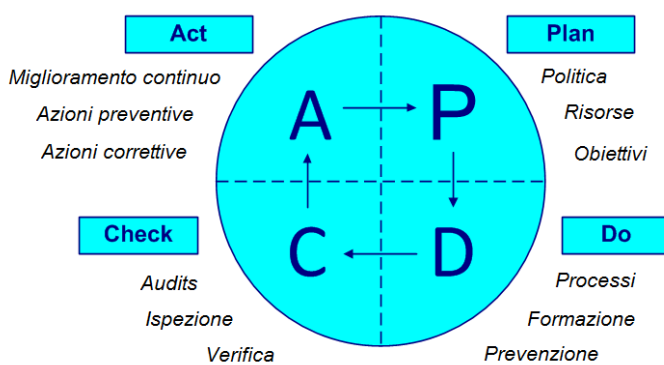 Act
Miglioramento continuo
Azioni preventive
Azioni correttive
Plan
Politica
Risorse
Obiettivi
A
P
C
D
Check
Audits
Ispezione
Verifica
Do
Processi
Formazione
Prevenzione